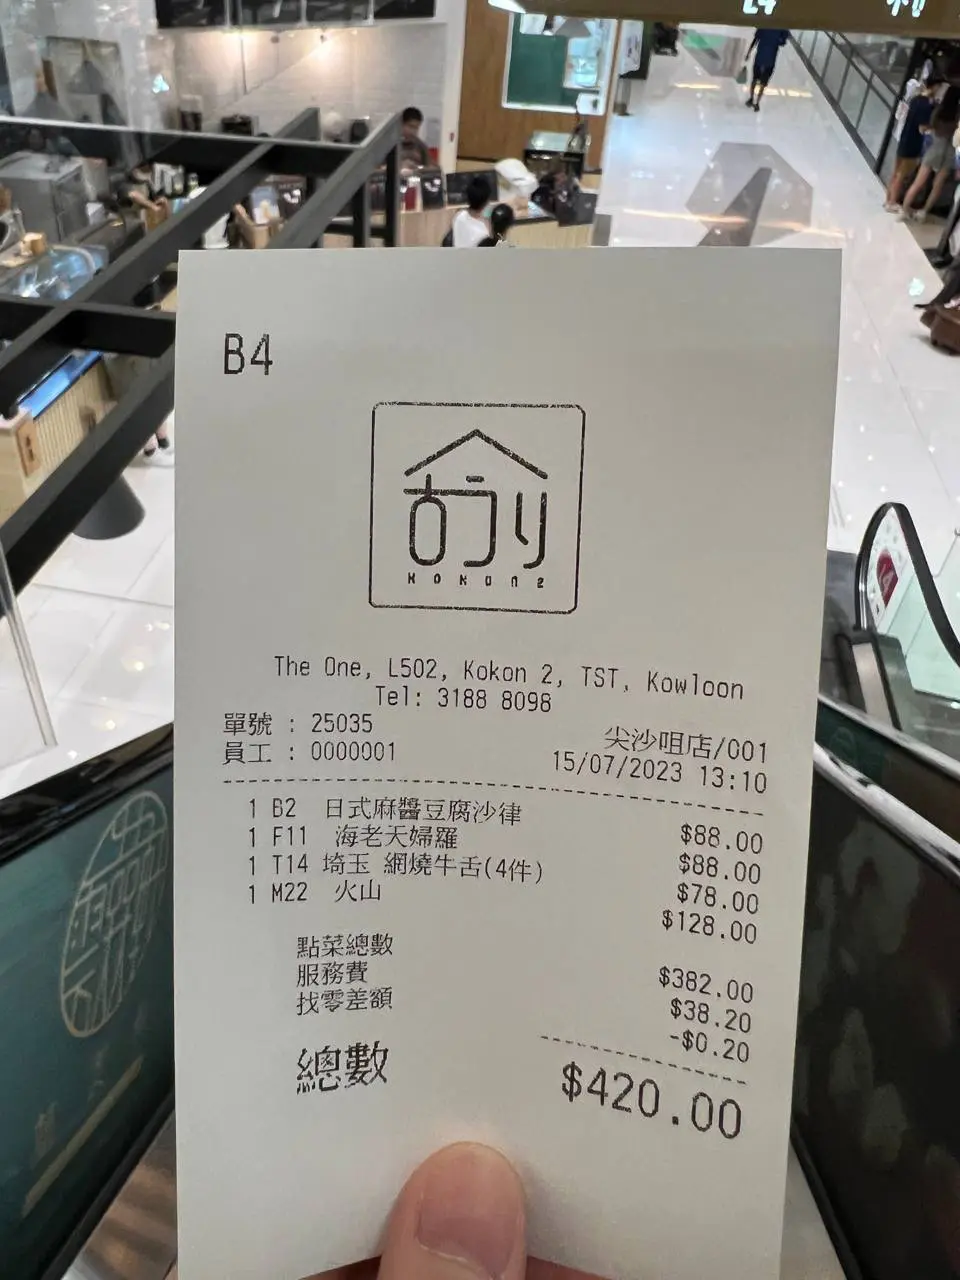 B4
KOKON2
The One, L502, Kokon 2, TST, Kowloon
Tel: 3188 8098
單號 : 25035
員工 : 0000001
尖沙咀店/001
15/07/2023 13:10
1 B2 日式麻醬豆腐沙律 $88.00
1 F11 海老天婦羅 $88.00
1 T14 埼玉 網燒牛舌(4件) $78.00
1 M22 火山 $128.00
點菜總數 $382.00
服務費 $38.20
找零差額 -$0.20
總數 $420.00